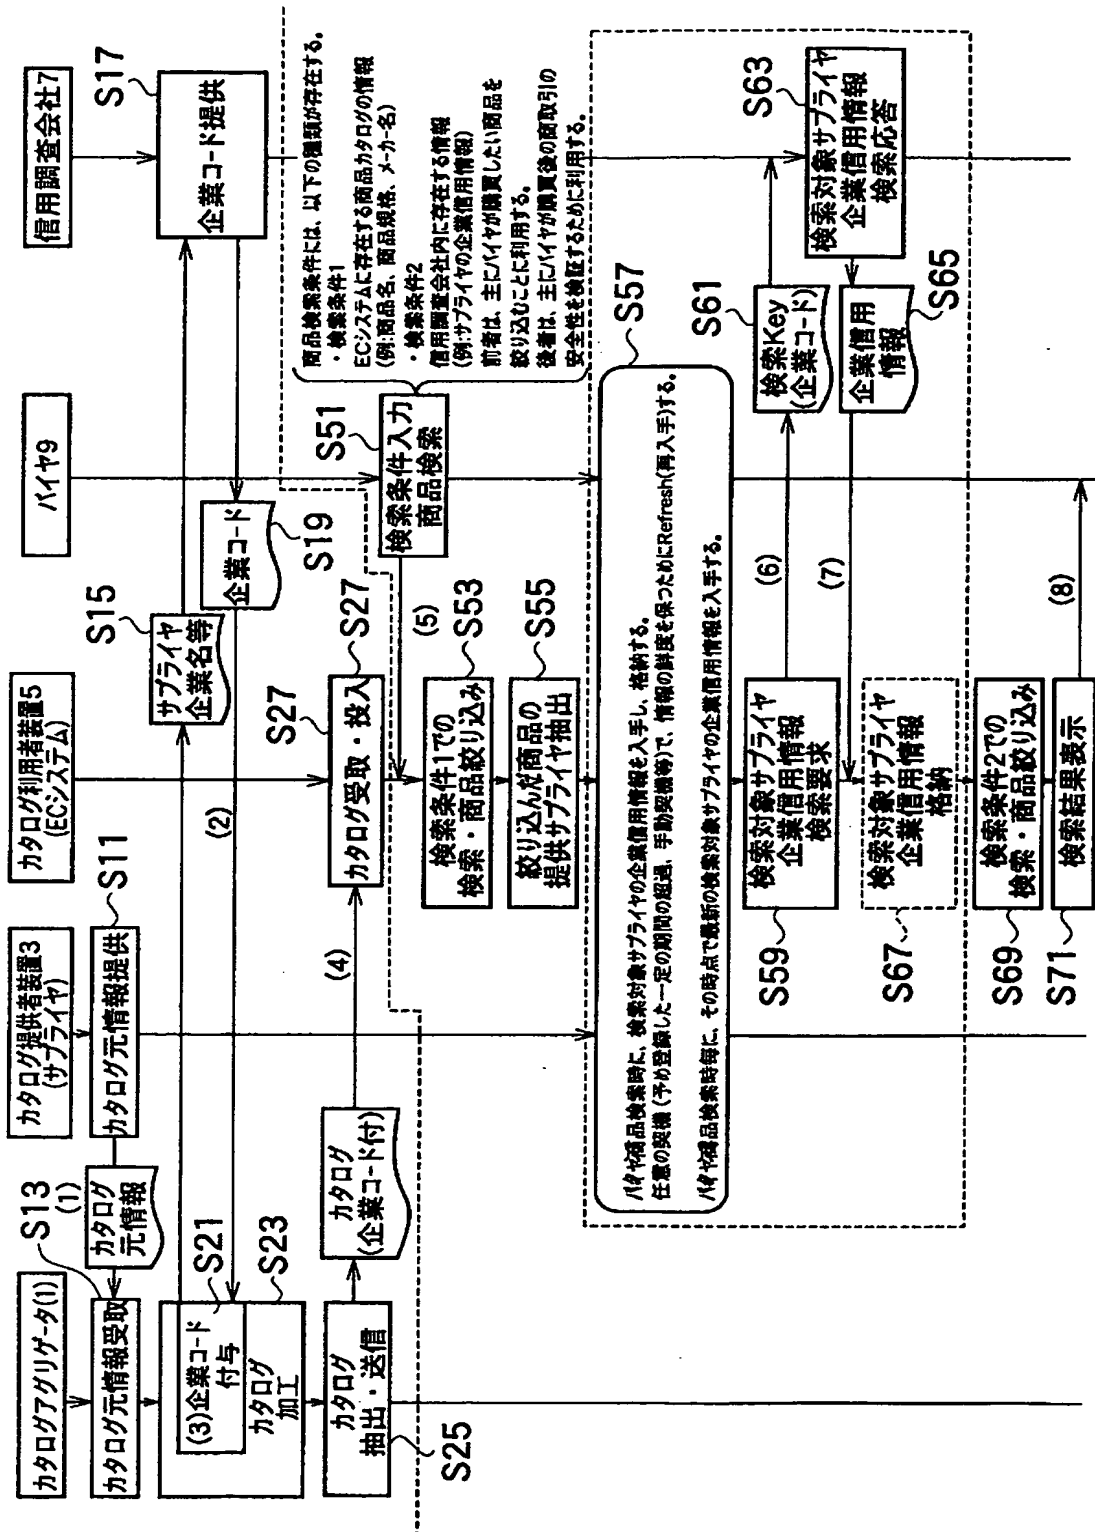 カタログアグリゲータ(1)
カタログ提供者装置3
(サプライヤ)
カタログ利用者装置5
(ECシステム)
バイヤ9
信用調査会社7
S13
(1)
カタログ元情報受取
カタログ
元情報
カタログ元情報提供
S11
サプライヤ
企業名等
S15
企業コード提供
S17
(3)企業コード
付与
S21
カタログ
加工
S23
(2)
企業コード
S19
カタログ
抽出・送信
S25
カタログ
(企業コード付)
(4)
カタログ受取・投入
S27
S27
検索条件入力
商品検索
S51
商品検索条件には、以下の種類が存在する。
・検索条件1
ECシステムに存在する商品カタログの情報
(例:商品名、商品規格、メーカー名)
・検索条件2
信用調査会社内に存在する情報
(例:サプライヤの企業信用情報)
前者は、主にバイヤが購買したい商品を
絞り込むことに利用する。
後者は、主にバイヤが購買後の商取引の
安全性を検証するために利用する。
(5)
検索条件1での
検索・商品絞り込み
S53
絞り込んだ商品の
提供サプライヤ抽出
S55
S57
バイヤ商品検索時に、検索対象サプライヤの企業信用情報を入手し、格納する。
任意の契機(予め登録した一定の期間の超過、手動契機等)で、情報の鮮度を保つためにRefresh(再入手)する。
バイヤ商品検索時毎に、その時点で最新の検索対象サプライヤの企業信用情報を入手する。
検索対象サプライヤ
企業信用情報
検索要求
S59
(6)
検索Key
(企業コード)
S61
検索対象サプライヤ
企業信用情報
検索応答
S63
検索対象サプライヤ
企業信用情報
格納
S67
(7)
企業信用
情報
S65
検索条件2での
検索・商品絞り込み
S69
検索結果表示
S71
(8)